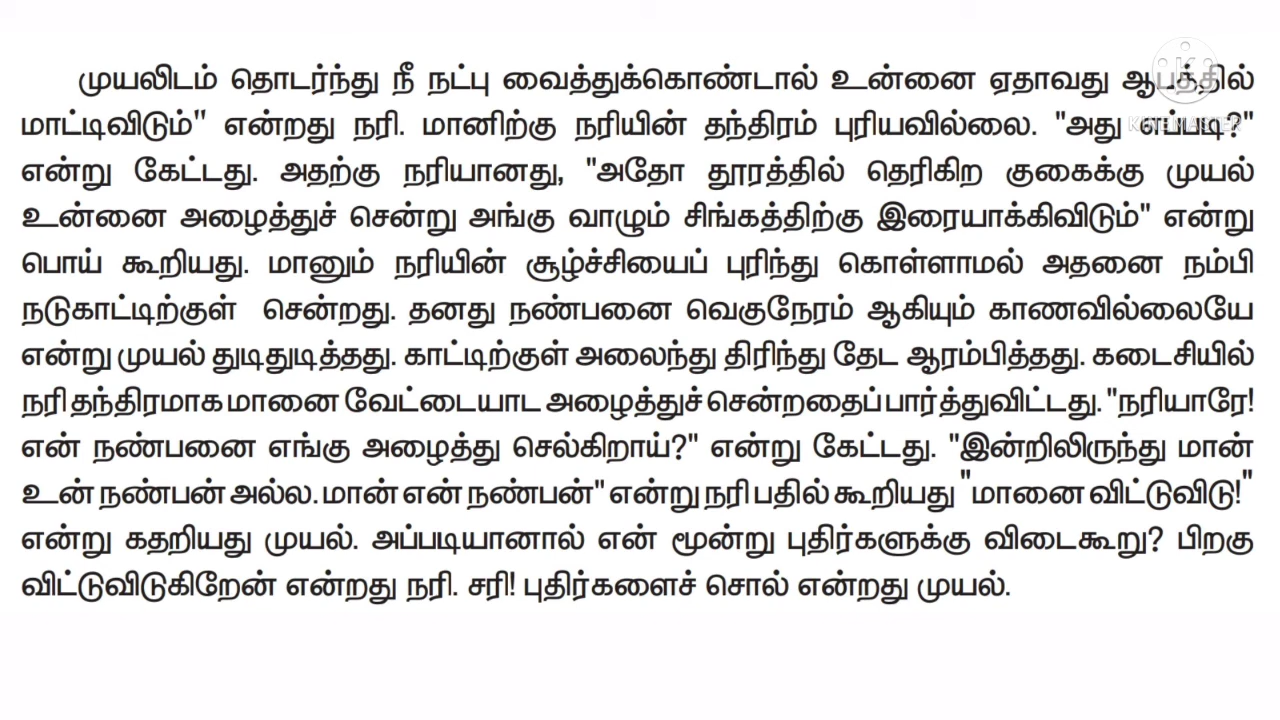 முயலிடம் தொடர்ந்து நீ நட்பு வைத்துக்கொண்டால் உன்னை ஏதாவது ஆபத்தில்
மாட்டிவிடும்" என்றது நரி. மானிற்கு நரியின் தந்திரம் புரியவில்லை. "அது எப்படி?"
என்று கேட்டது. அதற்கு நரியானது, "அதோ தூரத்தில் தெரிகிற குகைக்கு முயல்
உன்னை அழைத்துச் சென்று அங்கு வாழும் சிங்கத்திற்கு இரையாக்கிவிடும்" என்று
பொய் கூறியது. மானும் நரியின் சூழ்ச்சியைப் புரிந்து கொள்ளாமல் அதனை நம்பி
நடுகாட்டிற்குள் சென்றது. தனது நண்பனை வெகுநேரம் ஆகியும் காணவில்லையே
என்று முயல் துடிதுடித்தது. காட்டிற்குள் அலைந்து திரிந்து தேட ஆரம்பித்தது. கடைசியில்
நரி தந்திரமாக மானை வேட்டையாட அழைத்துச் சென்றதைப் பார்த்துவிட்டது. "நரியாரே!
என் நண்பனை எங்கு அழைத்து செல்கிறாய்?" என்று கேட்டது. "இன்றிலிருந்து மான்
உன் நண்பன் அல்ல. மான் என் நண்பன்" என்று நரி பதில் கூறியது "மானை விட்டுவிடு!"
என்று கதறியது முயல். அப்படியானால் என் மூன்று புதிர்களுக்கு விடைகூறு? பிறகு
விட்டுவிடுகிறேன் என்றது நரி. சரி! புதிர்களைச் சொல் என்றது முயல்.
KINEMASTER